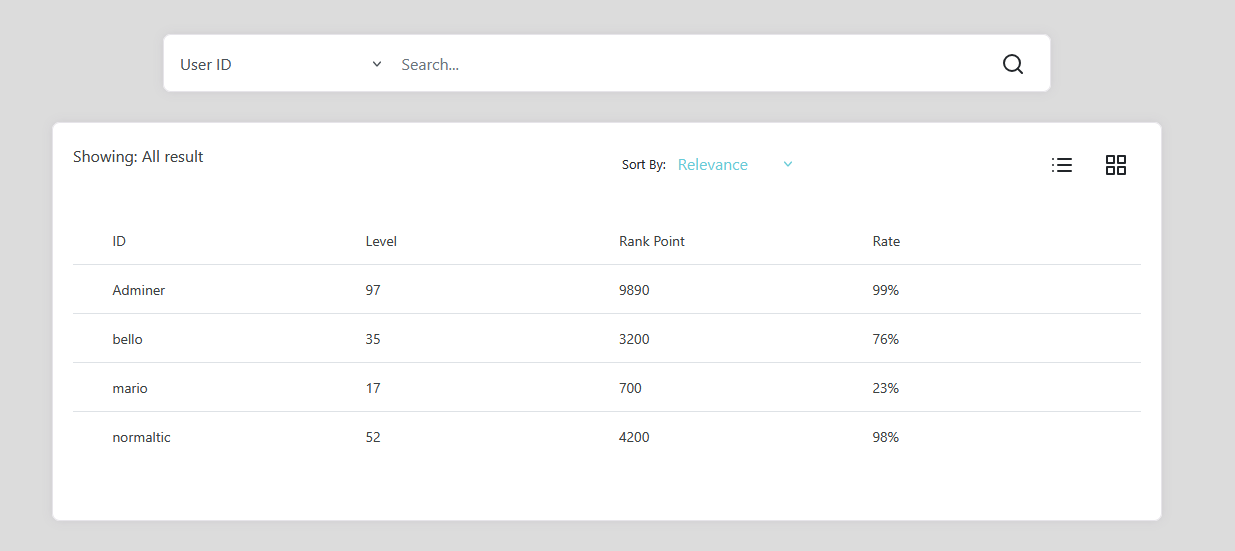 User ID Search...
Showing: All result
Sort By: Relevance
ID Level Rank Point Rate
Adminer 97 9890 99%
bello 35 3200 76%
mario 17 700 23%
normaltic 52 4200 98%